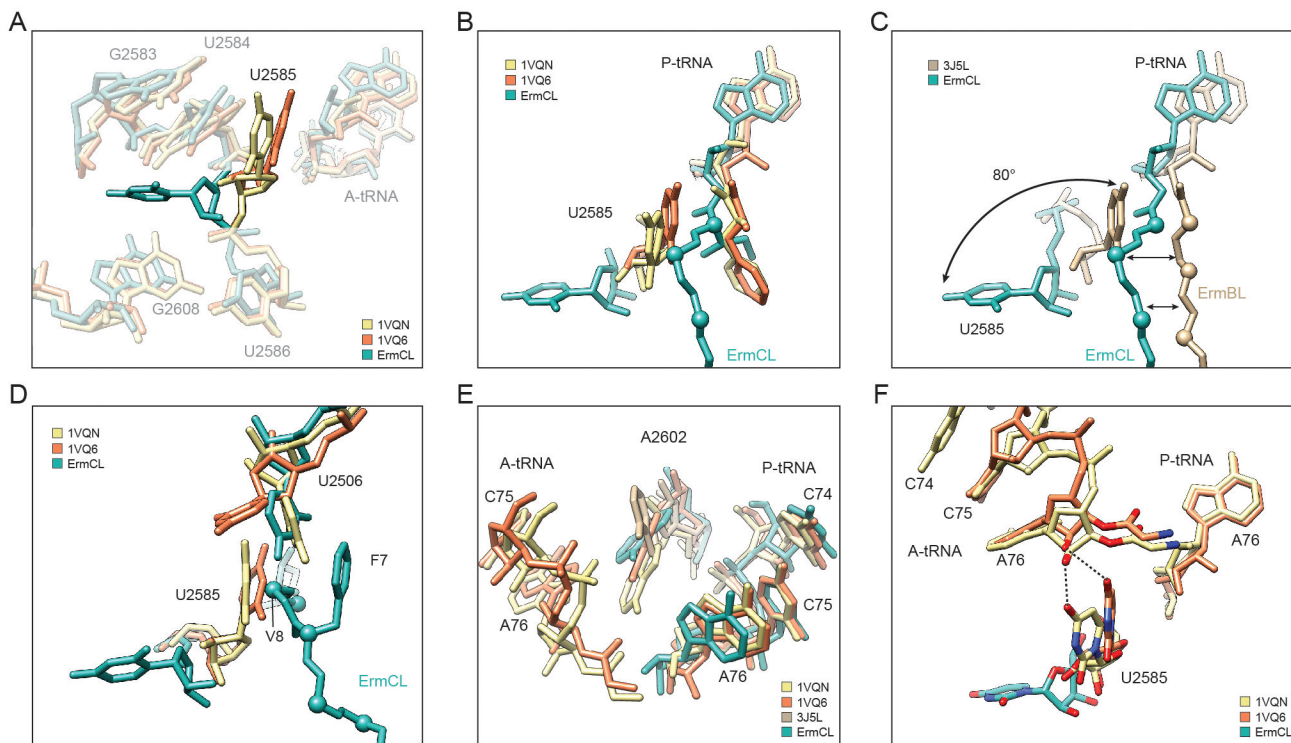 A
G2583
U2584
U2585
A-tRNA
G2608
U2586
1VQN
1VQ6
ErmCL
B
1VQN
1VQ6
ErmCL
P-tRNA
U2585
ErmCL
C
3J5L
ErmCL
P-tRNA
80°
U2585
ErmBL
ErmCL
D
1VQN
1VQ6
ErmCL
U2506
F7
U2585
V8
ErmCL
E
A2602
A-tRNA
P-tRNA
C75
C74
C75
A76
A76
1VQN
1VQ6
3J5L
ErmCL
F
C74
C75
P-tRNA
A-tRNA
A76
A76
U2585
1VQN
1VQ6
ErmCL